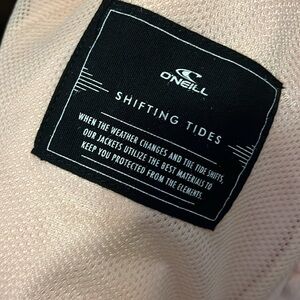 O'NEILL
SHIFTING TIDES
WHEN THE WEATHER CHANGES AND THE TIDE SHIFTS,
OUR JACKETS UTILIZE THE BEST MATERIALS TO
KEEP YOU PROTECTED FROM THE ELEMENTS.